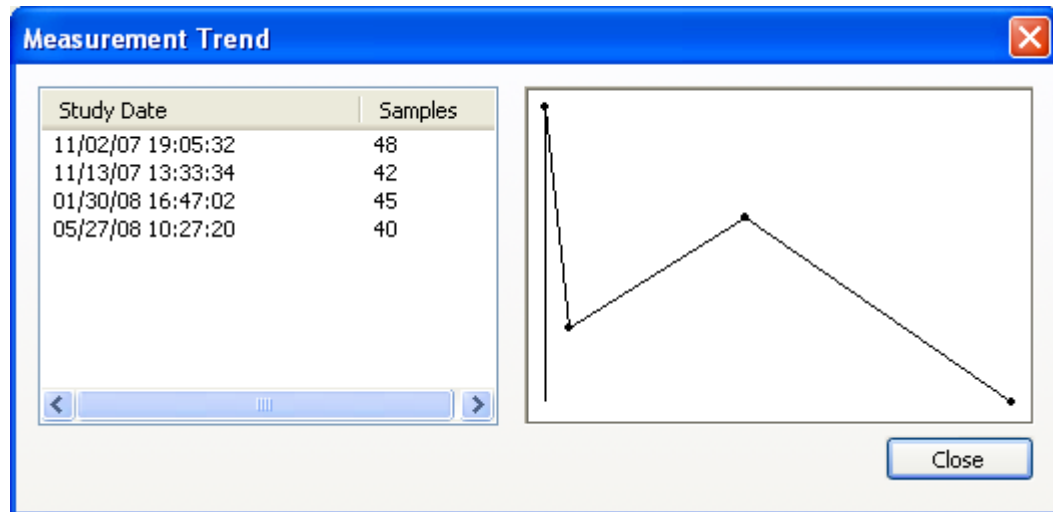 Measurement Trend
Study Date Samples
11/02/07 19:05:32 48
11/13/07 13:33:34 42
01/30/08 16:47:02 45
05/27/08 10:27:20 40
Close